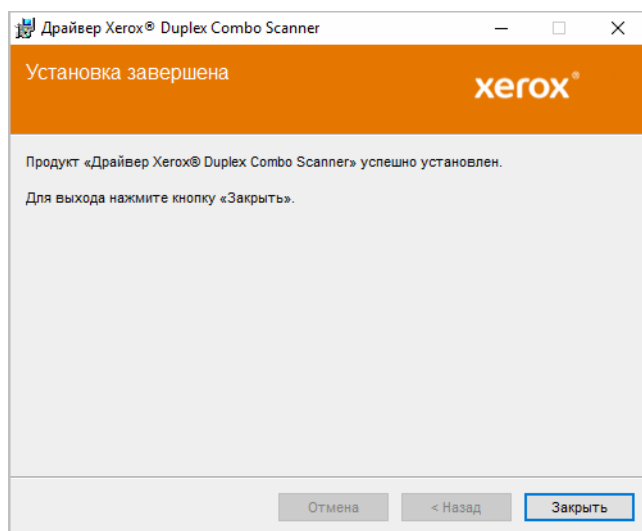 Драйвер Xerox® Duplex Combo Scanner
Установка завершена
xerox®
Продукт «Драйвер Xerox® Duplex Combo Scanner» успешно установлен.
Для выхода нажмите кнопку «Закрыть».
Отмена
< Назад
Закрыть